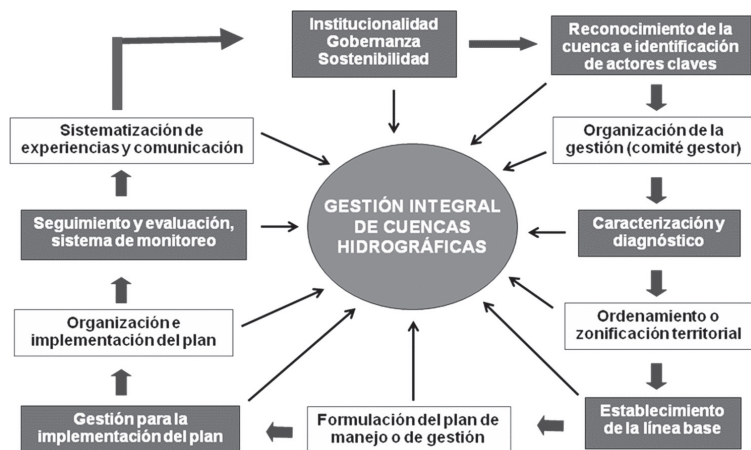 Institucionalidad
Gobernanza
Sostenibilidad
Reconocimiento de la
cuenca e identificación
de actores claves
Organización de la
gestión (comité gestor)
Caracterización y
diagnóstico
Ordenamiento o
zonificación territorial
Establecimiento
de la línea base
Formulación del plan de
manejo o de gestión
Gestión para la
implementación del plan
Organización e
implementación del plan
Seguimiento y evaluación,
sistema de monitoreo
Sistematización de
experiencias y comunicación
GESTIÓN INTEGRAL
DE CUENCAS
HIDROGRÁFICAS